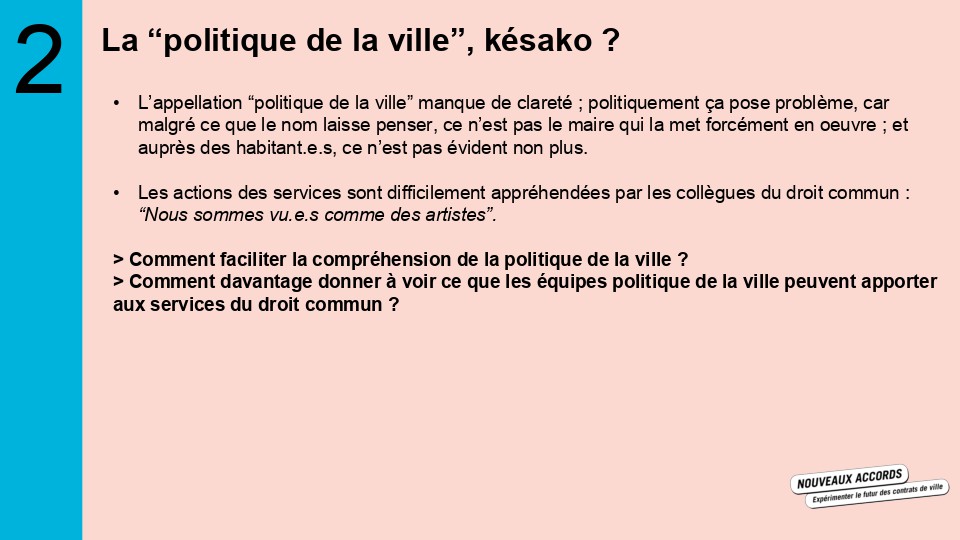 2
La “politique de la ville”, késako ?
• L’appellation “politique de la ville” manque de clareté ; politiquement ça pose problème, car
malgré ce que le nom laisse penser, ce n’est pas le maire qui la met forcément en oeuvre ; et
auprès des habitant.e.s, ce n’est pas évident non plus.
• Les actions des services sont difficilement appréhendées par les collègues du droit commun :
“Nous sommes vu.e.s comme des artistes”.
> Comment faciliter la compréhension de la politique de la ville ?
> Comment davantage donner à voir ce que les équipes politique de la ville peuvent apporter
aux services du droit commun ?
NOUVEAUX ACCORDS
Expérimenter le futur des contrats de ville